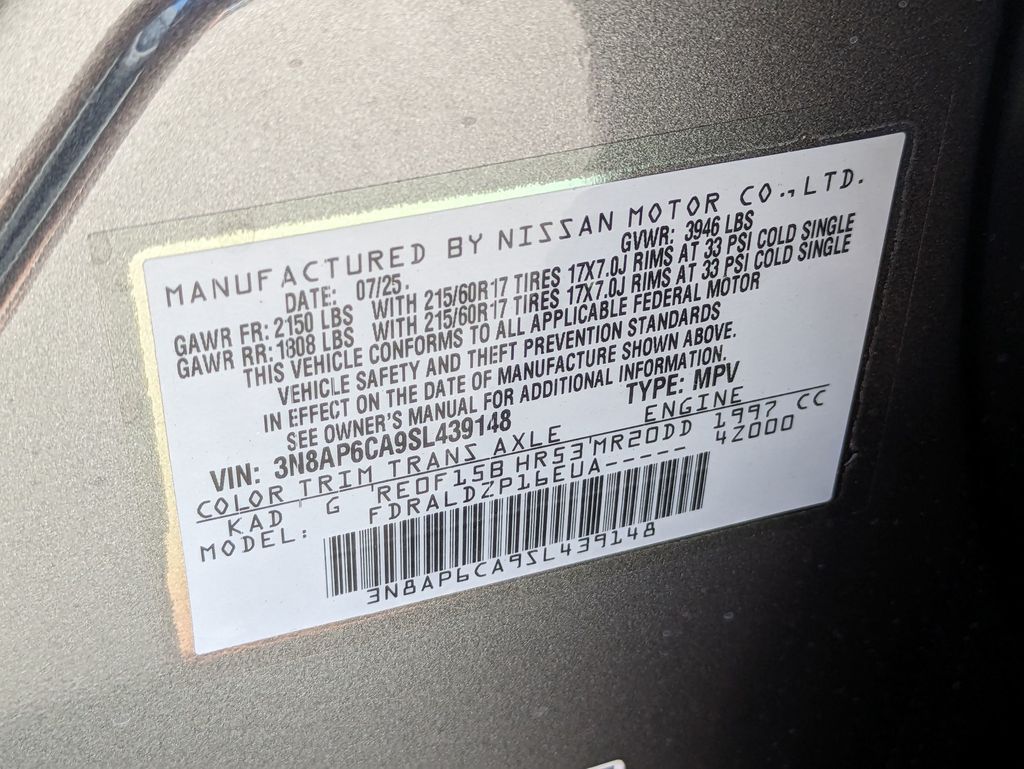 MANUFACTURED BY NISSAN MOTOR CO., LTD.
DATE: 07/25. GVWR: 3946 LBS
GAWR FR: 2150 LBS WITH 215/60R17 TIRES 17X7.0J RIMS AT 33 PSI COLD SINGLE
GAWR RR: 1808 LBS WITH 215/60R17 TIRES 17X7.0J RIMS AT 33 PSI COLD SINGLE
THIS VEHICLE CONFORMS TO ALL APPLICABLE FEDERAL MOTOR
VEHICLE SAFETY AND THEFT PREVENTION STANDARDS
IN EFFECT ON THE DATE OF MANUFACTURE SHOWN ABOVE.
SEE OWNER'S MANUAL FOR ADDITIONAL INFORMATION.
VIN: 3N8AP6CA9SL439148 TYPE: MPV
COLOR TRIM TRANS AXLE ENGINE
KAD ' G 'RE0F15B HR53'MR20DD 1997 CC
MODEL: FDRALDZP16EUA----- 4Z000
3N8AP6CA9SL439148